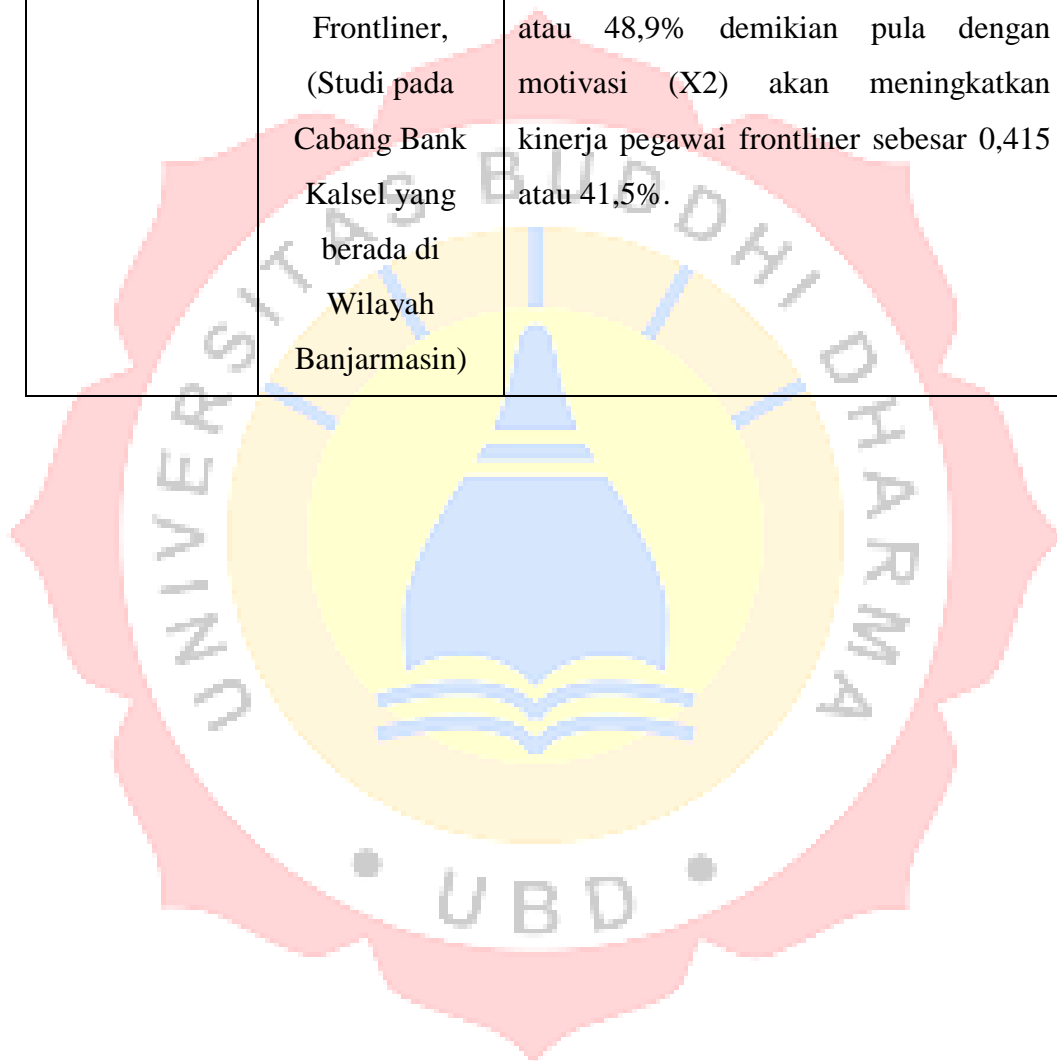 Frontliner,
(Studi pada
Cabang Bank
Kalsel yang
berada di
Wilayah
Banjarmasin)
atau 48,9% demikian pula dengan
motivasi (X2) akan meningkatkan
kinerja pegawai frontliner sebesar 0,415
atau 41,5%.
UNIVERSITAS BUDDHI DHARMA
• UBD •